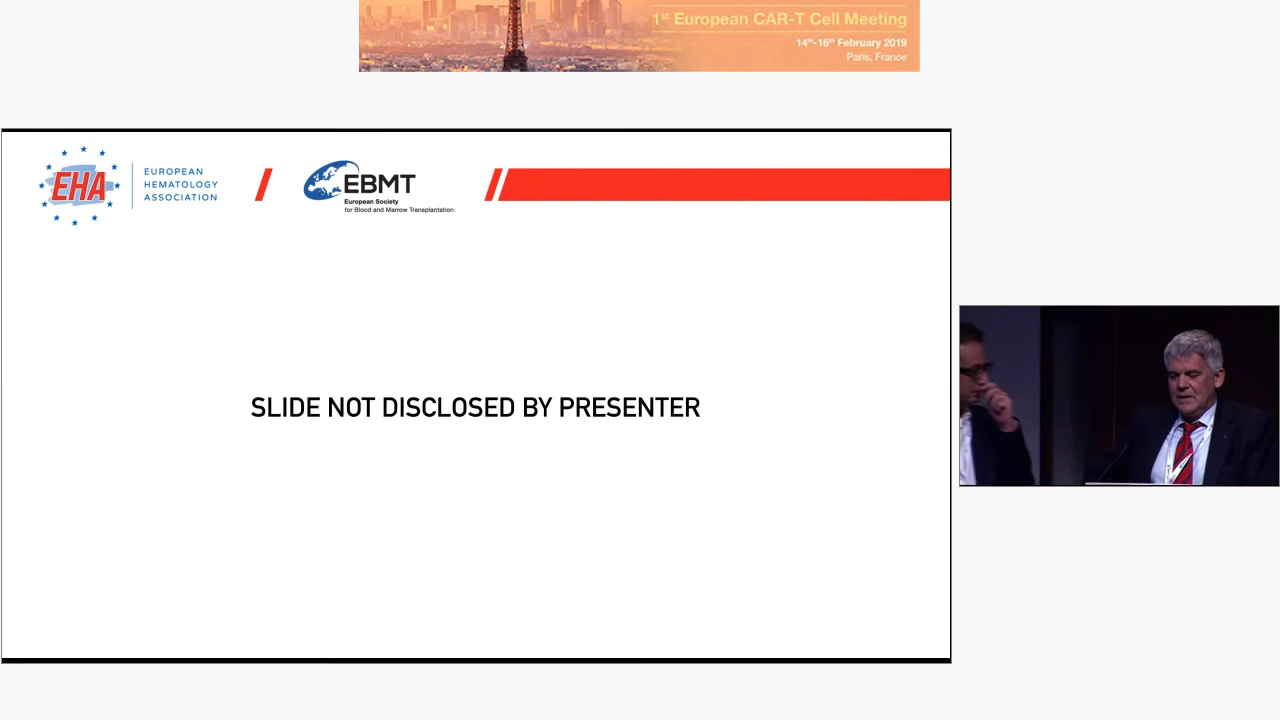 1st European CAR-T Cell Meeting
14th-16th February 2019
Paris, France
EHA
EUROPEAN
HEMATOLOGY
ASSOCIATION
EBMT
European Society
for Blood and Marrow Transplantation
SLIDE NOT DISCLOSED BY PRESENTER